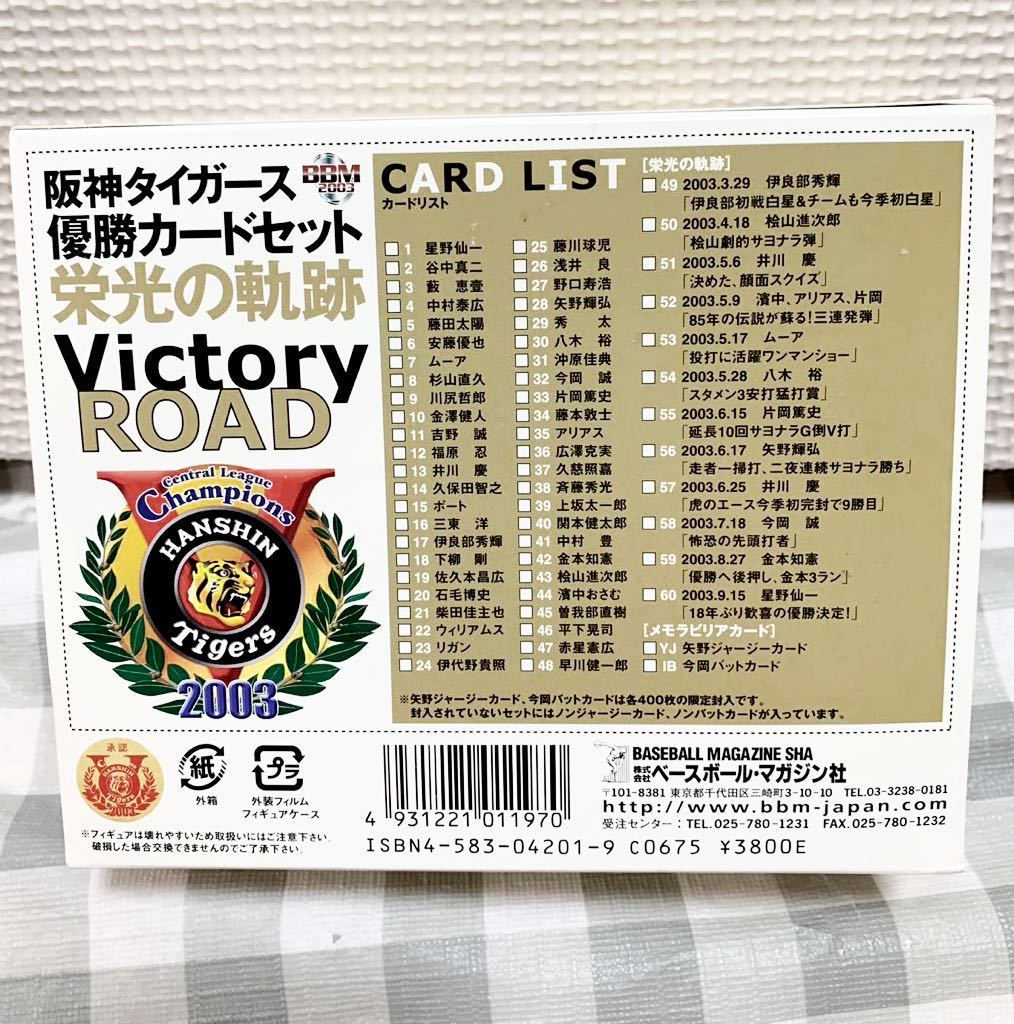 阪神タイガース
BBM
2003
優勝カードセット
栄光の軌跡
Victory
ROAD
Central League
Champions
HANSHIN
Tigers
2003
CARD LIST
カードリスト
1 星野仙一
2 谷中真二
3 藪 恵壹
4 中村泰広
5 藤田太陽
6 安藤優也
7 ムーア
8 杉山直久
9 川尻哲郎
10 金澤健人
11 吉野 誠
12 福原 忍
13 井川 慶
14 久保田智之
15 ポート
16 三東 洋
17 伊良部秀輝
18 下柳 剛
19 佐久本昌広
20 石毛博史
21 柴田佳主也
22 ウィリアムス
23 リガン
24 伊代野貴照
25 藤川球児
26 浅井 良
27 野口寿浩
28 矢野輝弘
29 秀 太
30 八木 裕
31 沖原佳典
32 今岡 誠
33 片岡篤史
34 藤本敦士
35 アリアス
36 広澤克実
37 久慈照嘉
38 斉藤秀光
39 上坂太一郎
40 関本健太郎
41 中村 豊
42 金本知憲
43 桧山進次郎
44 濱中おさむ
45 曽我部直樹
46 平下晃司
47 赤星憲広
48 早川健一郎
[栄光の軌跡]
49 2003.3.29 伊良部秀輝
「伊良部初戦白星&チームも今季初白星」
50 2003.4.18 桧山進次郎
「桧山劇的サヨナラ弾」
51 2003.5.6 井川 慶
「決めた、顔面スクイズ」
52 2003.5.9 濱中、アリアス、片岡
「85年の伝説が蘇る!三連発弾」
53 2003.5.17 ムーア
「投打に活躍ワンマンショー」
54 2003.5.28 八木 裕
「スタメン3安打猛打賞」
55 2003.6.15 片岡篤史
「延長10回サヨナラG倒V打」
56 2003.6.17 矢野輝弘
「走者一掃打、二夜連続サヨナラ勝ち」
57 2003.6.25 井川 慶
「虎のエース今季初完封で9勝目」
58 2003.7.18 今岡 誠
「怖恐の先頭打者」
59 2003.8.27 金本知憲
「優勝へ後押し、金本3ラン」
60 2003.9.15 星野仙一
「18年ぶり歓喜の優勝決定!」
[メモラビリアカード]
YJ 矢野ジャージーカード
IB 今岡バットカード
※矢野ジャージーカード、今岡バットカードは各400枚の限定封入です。
封入されていないセットにはノンジャージーカード、ノンバットカードが入っています。
承認
HANSHIN
Tigers
2003
紙
外箱
プラ
外装フィルム
フィギュアケース
※フィギュアは壊れやすいため取扱いにはご注意下さい。
破損した場合交換できませんのでご了承下さい。
4 931221 011970
ISBN4-583-04201-9 C0675 ¥3800E
BASEBALL MAGAZINE SHA
株式会社 ベースボール・マガジン社
〒101-8381 東京都千代田区三崎町3-10-10 TEL.03-3238-0181
http://www.bbm-japan.com
受注センター:TEL.025-780-1231 FAX.025-780-1232